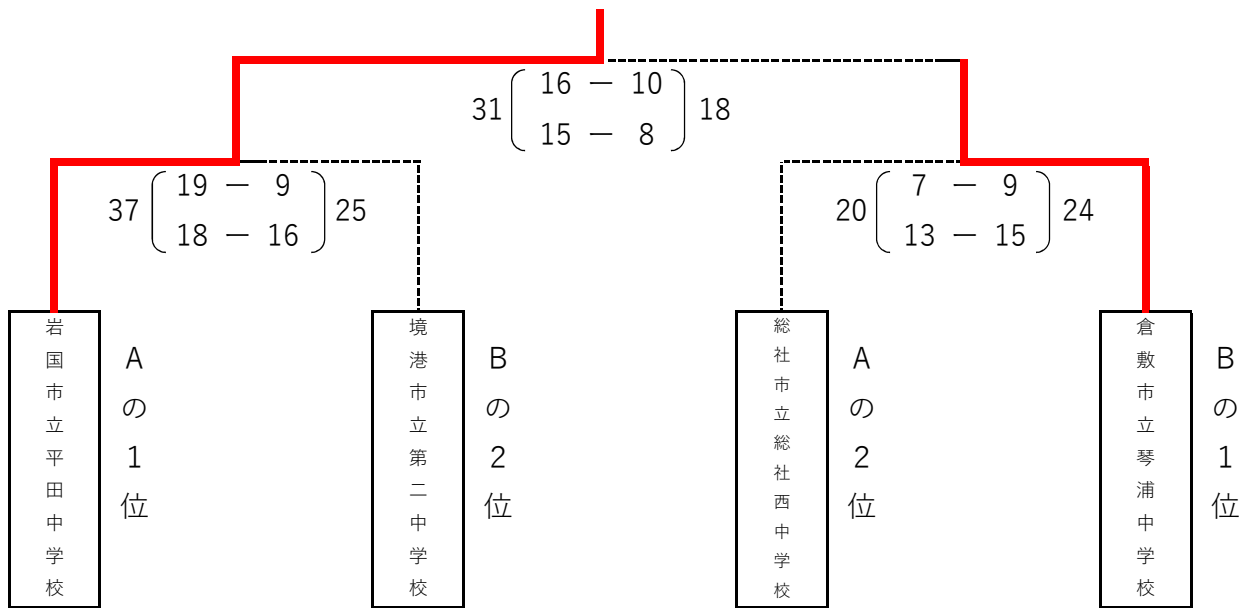 31 16 － 10 18
15 － 8
37 19 － 9 25
18 － 16
20 7 － 9 24
13 － 15
岩国市立平田中学校
Aの1位
境港市立第二中学校
Bの2位
総社市立総社西中学校
Aの2位
倉敷市立琴浦中学校
Bの1位